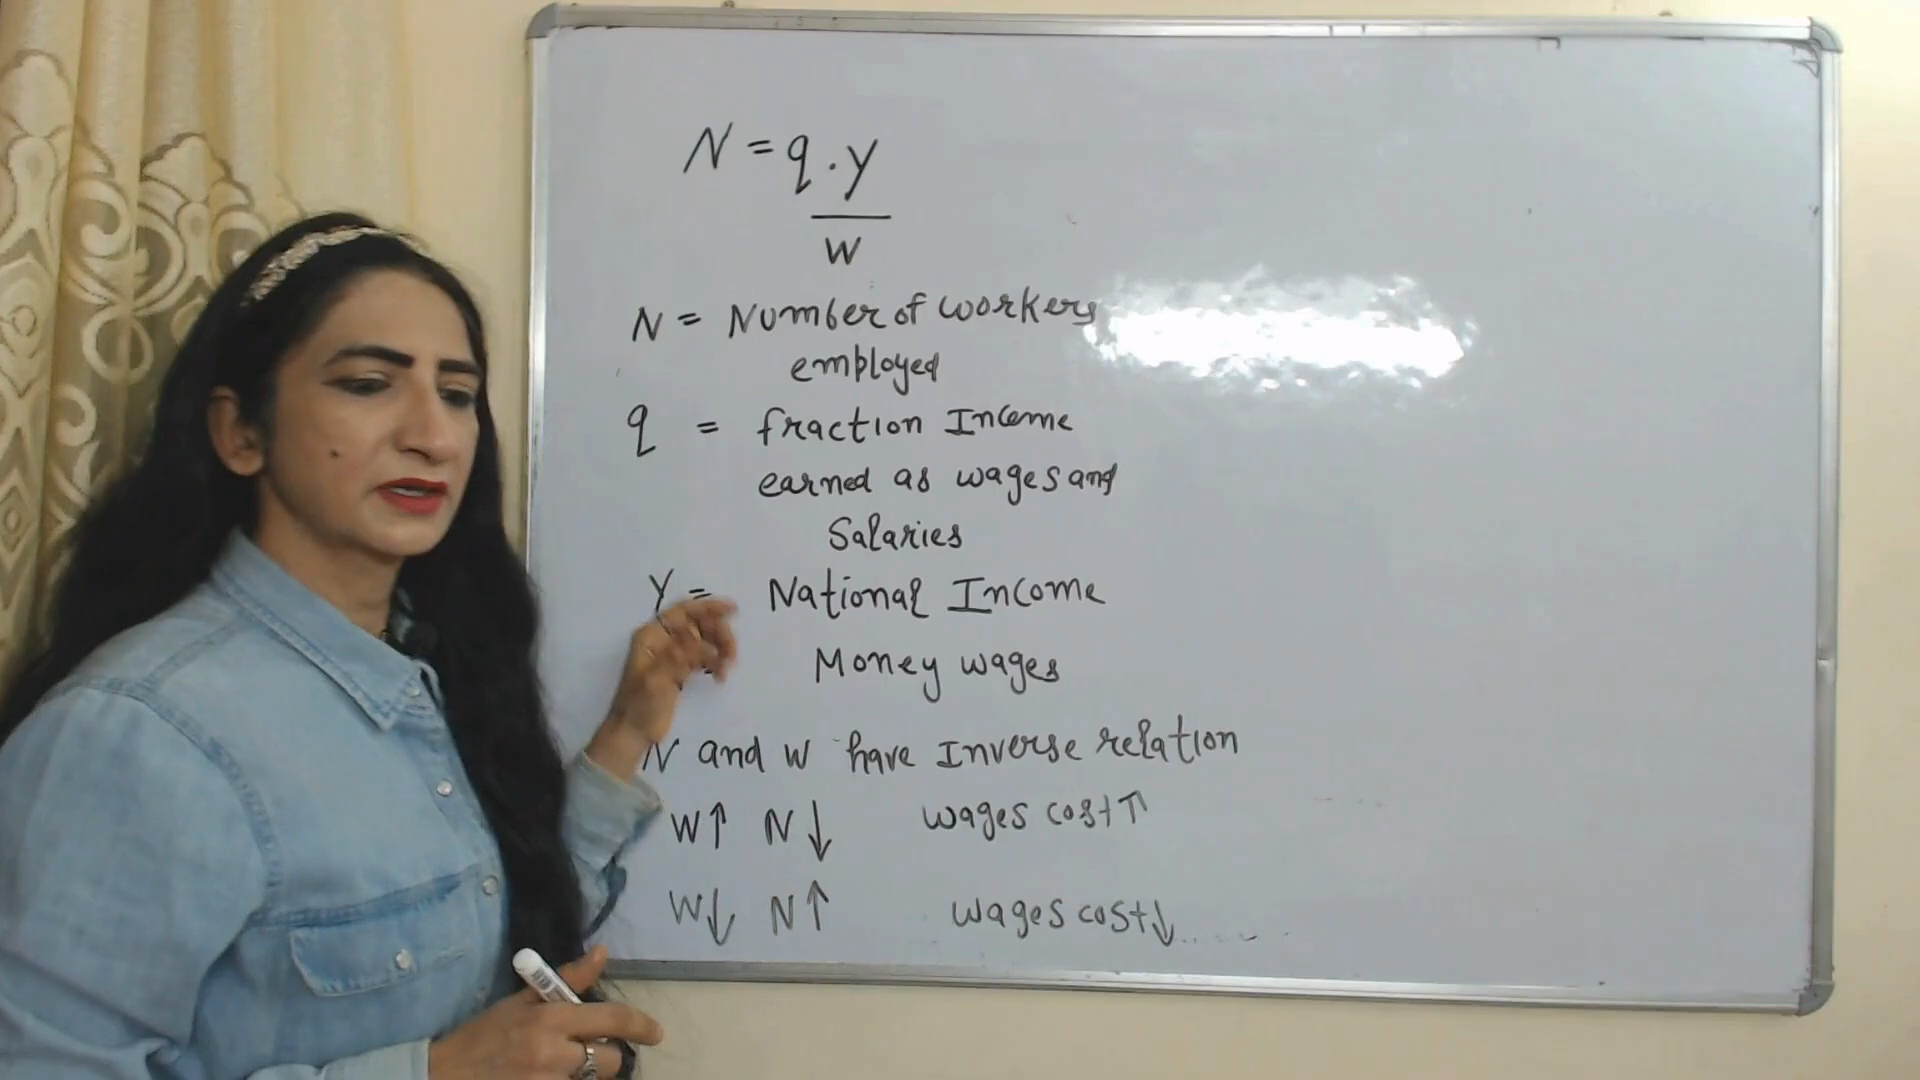 N = q.y
w
N = Number of workers
employed
q = fraction Income
earned as wages and
Salaries
Y = National Income
Money wages
N and w have Inverse relation
W↑ N↓ wages cost↑
W↓ N↑ wages cost↓